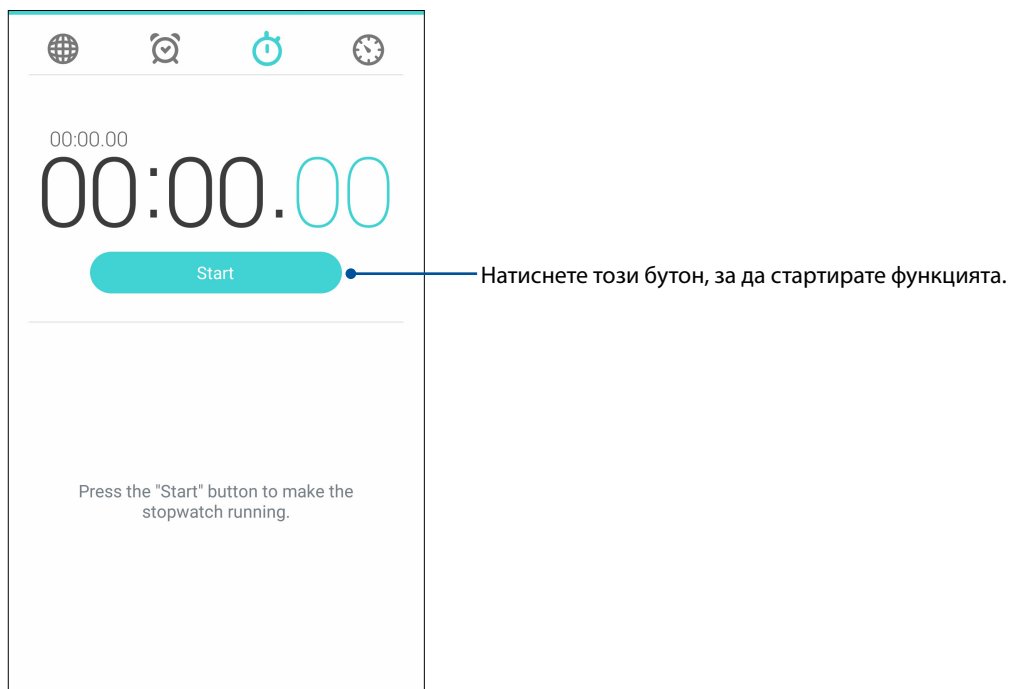 00:00.00
00:00.00
Start
Натиснете този бутон, за да стартирате функцията.
Press the "Start" button to make the
stopwatch running.